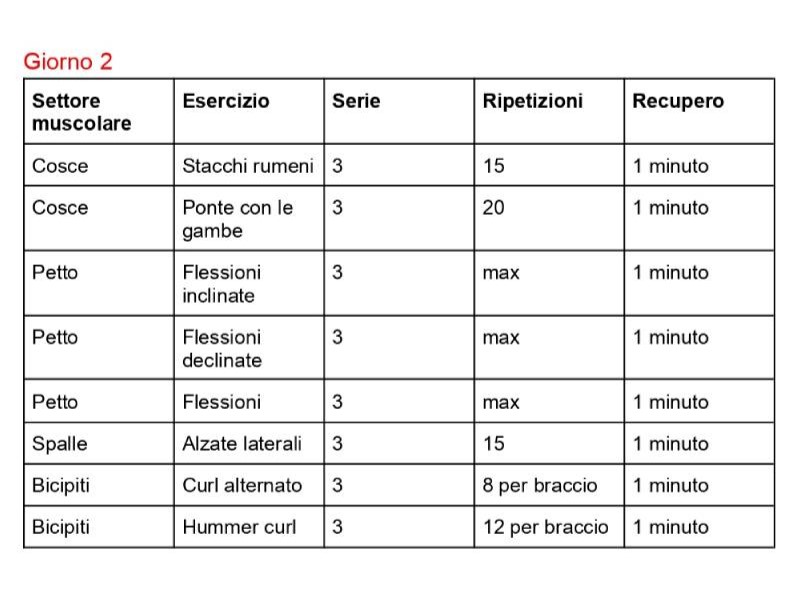 Giorno 2
Settore muscolare Esercizio Serie Ripetizioni Recupero
Cosce Stacchi rumeni 3 15 1 minuto
Cosce Ponte con le gambe 3 20 1 minuto
Petto Flessioni inclinate 3 max 1 minuto
Petto Flessioni declinate 3 max 1 minuto
Petto Flessioni 3 max 1 minuto
Spalle Alzate laterali 3 15 1 minuto
Bicipiti Curl alternato 3 8 per braccio 1 minuto
Bicipiti Hummer curl 3 12 per braccio 1 minuto